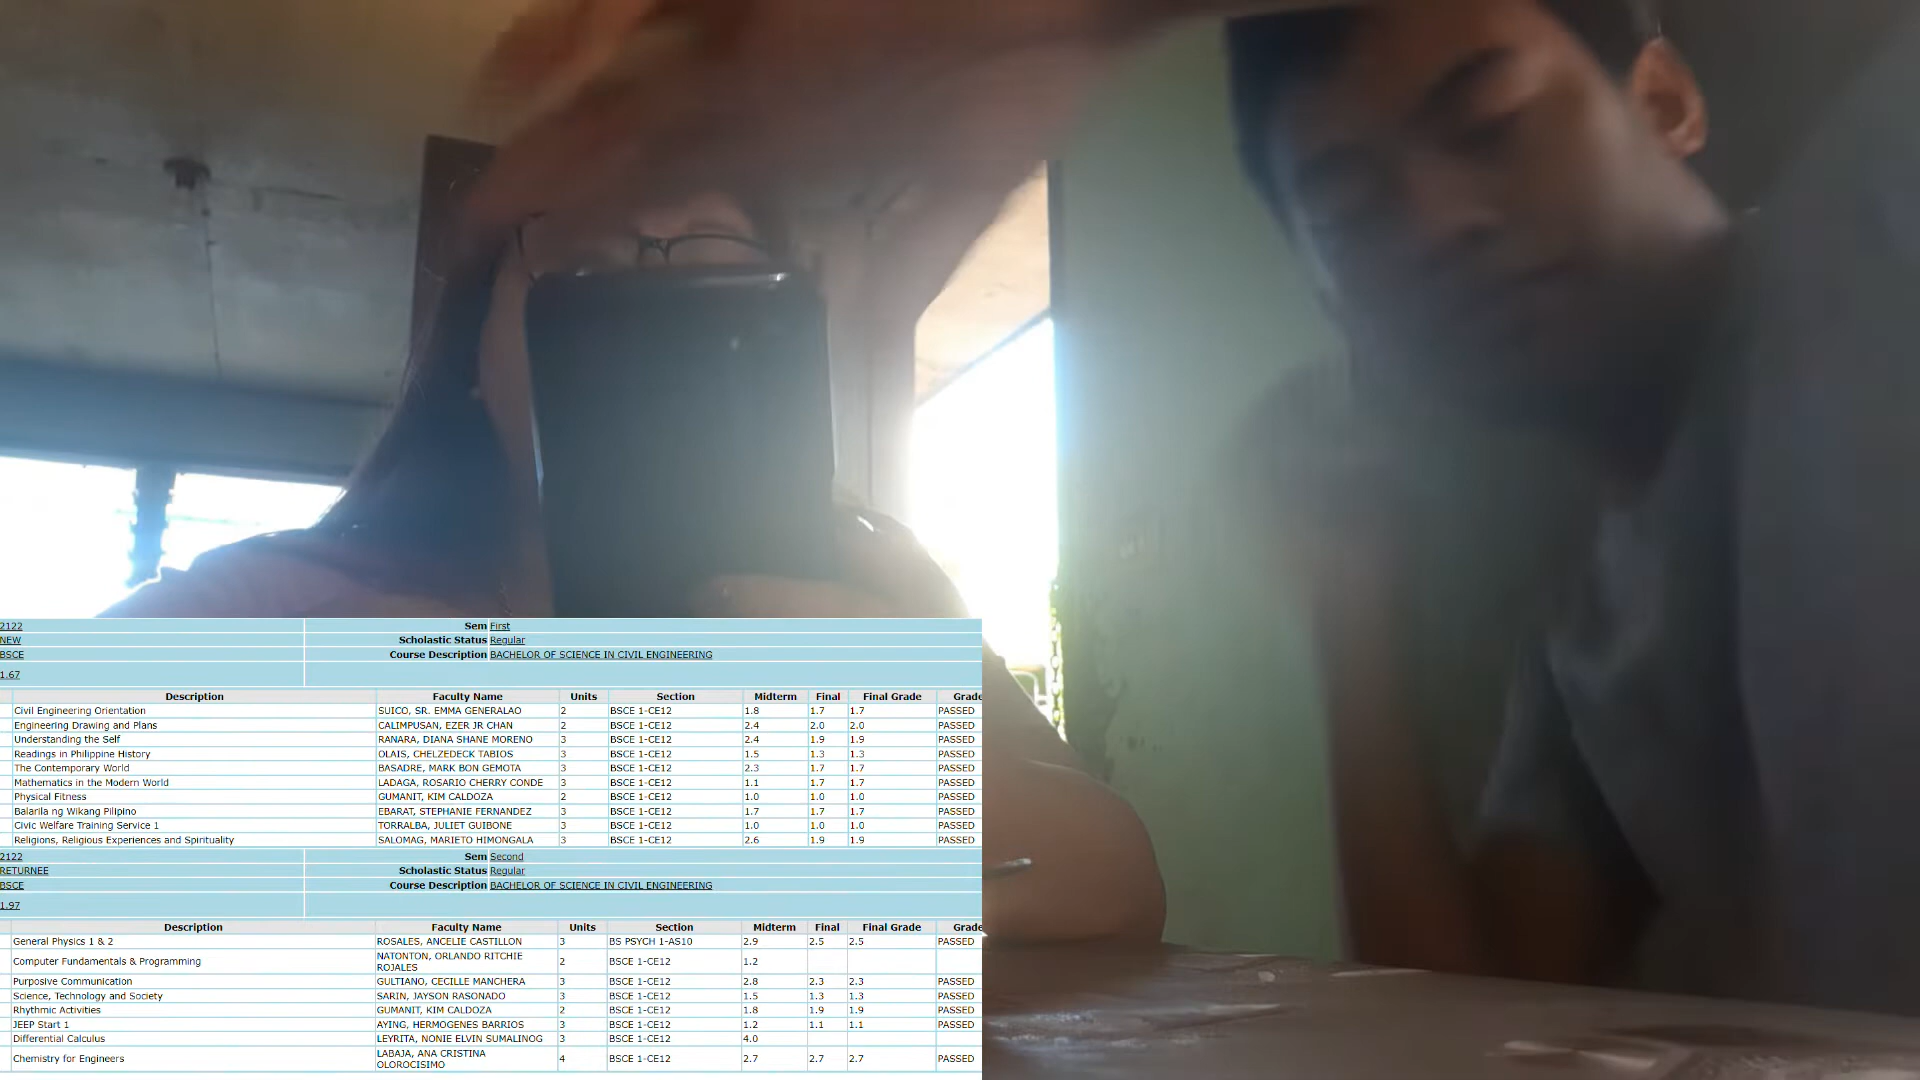 2122 Sem First
NEW Scholastic Status Regular
BSCE Course Description BACHELOR OF SCIENCE IN CIVIL ENGINEERING
1.67
Description Faculty Name Units Section Midterm Final Final Grade Grade
Civil Engineering Orientation SUICO, SR. EMMA GENERALAO 2 BSCE 1-CE12 1.8 1.7 1.7 PASSED
Engineering Drawing and Plans CALIMPUSAN, EZER JR CHAN 2 BSCE 1-CE12 2.4 2.0 2.0 PASSED
Understanding the Self RANARA, DIANA SHANE MORENO 3 BSCE 1-CE12 2.4 1.9 1.9 PASSED
Readings in Philippine History OLAIS, CHELZEDECK TABIOS 3 BSCE 1-CE12 1.5 1.3 1.3 PASSED
The Contemporary World BASADRE, MARK BON GEMOTA 3 BSCE 1-CE12 2.3 1.7 1.7 PASSED
Mathematics in the Modern World LADAGA, ROSARIO CHERRY CONDE 3 BSCE 1-CE12 1.1 1.7 1.7 PASSED
Physical Fitness GUMANIT, KIM CALDOZA 2 BSCE 1-CE12 1.0 1.0 1.0 PASSED
Balarila ng Wikang Pilipino EBARAT, STEPHANIE FERNANDEZ 3 BSCE 1-CE12 1.7 1.7 1.7 PASSED
Civic Welfare Training Service 1 TORRALBA, JULIET GUIBONE 3 BSCE 1-CE12 1.0 1.0 1.0 PASSED
Religions, Religious Experiences and Spirituality SALOMAG, MARIETO HIMONGALA 3 BSCE 1-CE12 2.6 1.9 1.9 PASSED
2122 Sem Second
RETURNEE Scholastic Status Regular
BSCE Course Description BACHELOR OF SCIENCE IN CIVIL ENGINEERING
1.97
Description Faculty Name Units Section Midterm Final Final Grade Grade
General Physics 1 & 2 ROSALES, ANCELIE CASTILLON 3 BS PSYCH 1-AS10 2.9 2.5 2.5 PASSED
Computer Fundamentals & Programming NATONTON, ORLANDO RITCHIE ROJALES 2 BSCE 1-CE12 1.2
Purposive Communication GULTIANO, CECILLE MANCHERA 3 BSCE 1-CE12 2.8 2.3 2.3 PASSED
Science, Technology and Society SARIN, JAYSON RASONADO 3 BSCE 1-CE12 1.5 1.3 1.3 PASSED
Rhythmic Activities GUMANIT, KIM CALDOZA 2 BSCE 1-CE12 1.8 1.9 1.9 PASSED
JEEP Start 1 AYING, HERMOGENES BARRIOS 3 BSCE 1-CE12 1.2 1.1 1.1 PASSED
Differential Calculus LEYRITA, NONIE ELVIN SUMALINOG 3 BSCE 1-CE12 4.0
Chemistry for Engineers LABAJA, ANA CRISTINA OLOROCISIMO 4 BSCE 1-CE12 2.7 2.7 2.7 PASSED